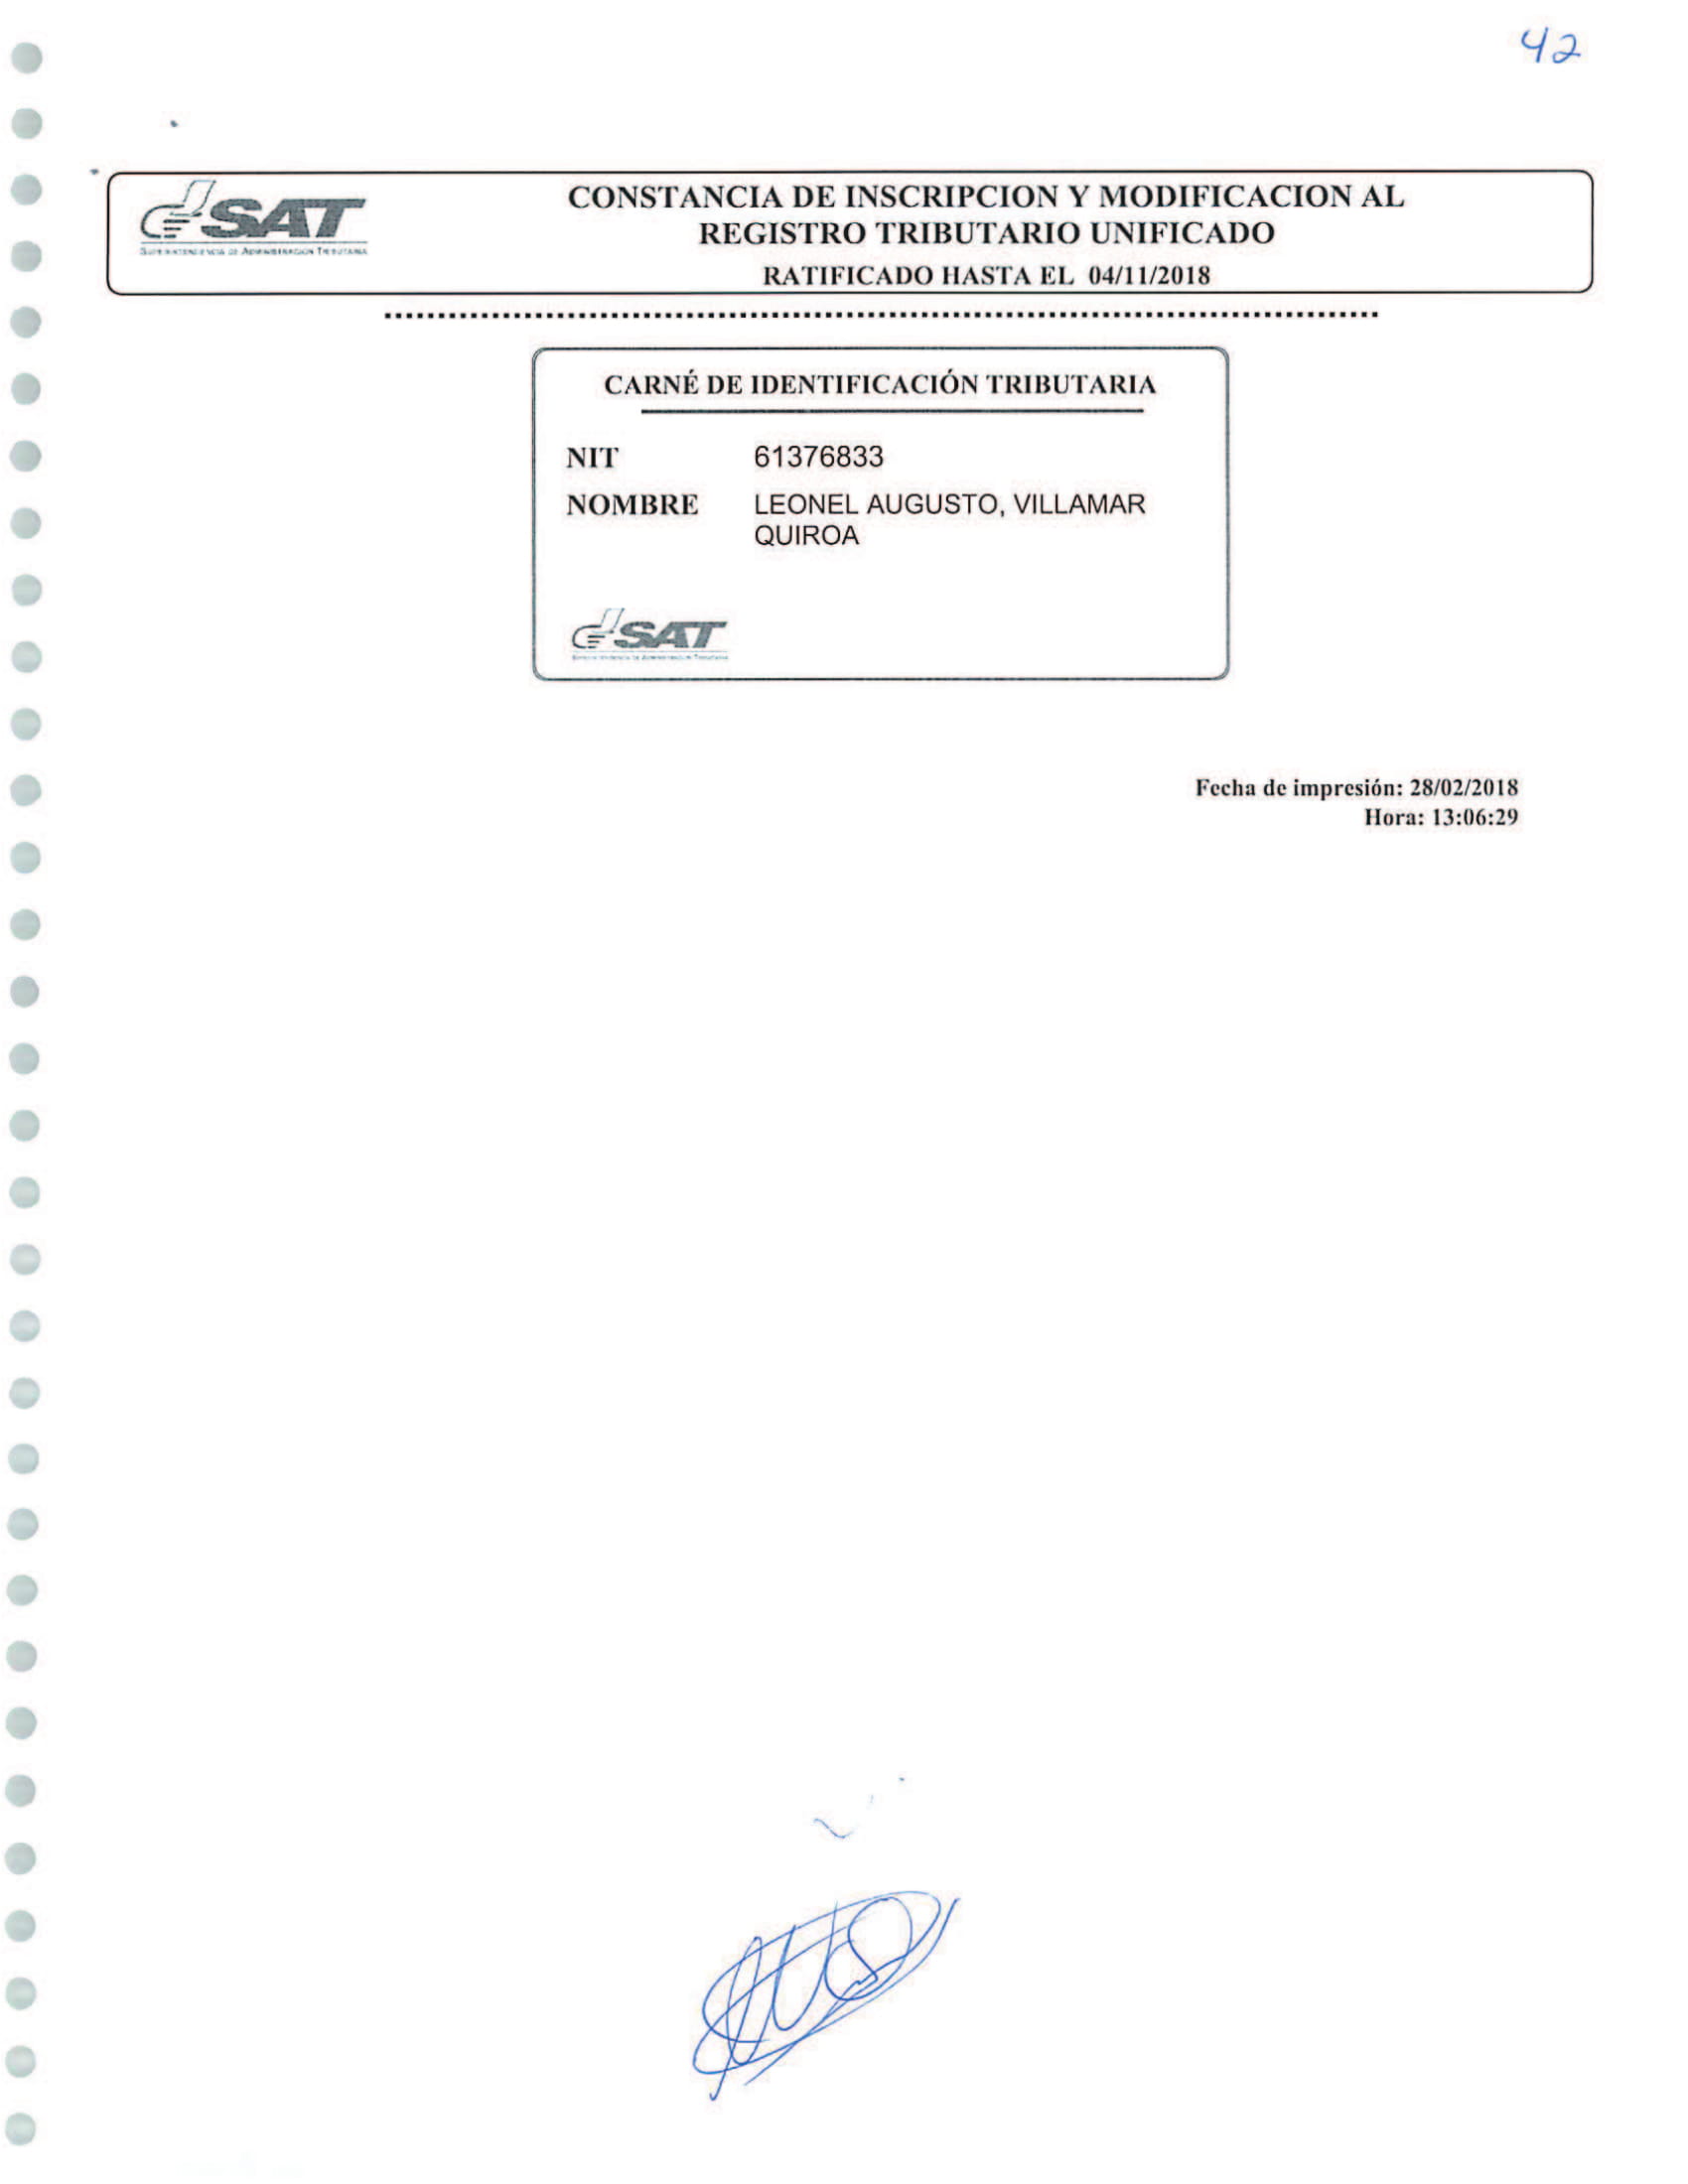 42
SAT
SUPERINTENDENCIA DE ADMINISTRACIÓN TRIBUTARIA
CONSTANCIA DE INSCRIPCION Y MODIFICACION AL
REGISTRO TRIBUTARIO UNIFICADO
RATIFICADO HASTA EL 04/11/2018
CARNÉ DE IDENTIFICACIÓN TRIBUTARIA
NIT 61376833
NOMBRE LEONEL AUGUSTO, VILLAMAR
QUIROA
SAT
SUPERINTENDENCIA DE ADMINISTRACIÓN TRIBUTARIA
Fecha de impresión: 28/02/2018
Hora: 13:06:29